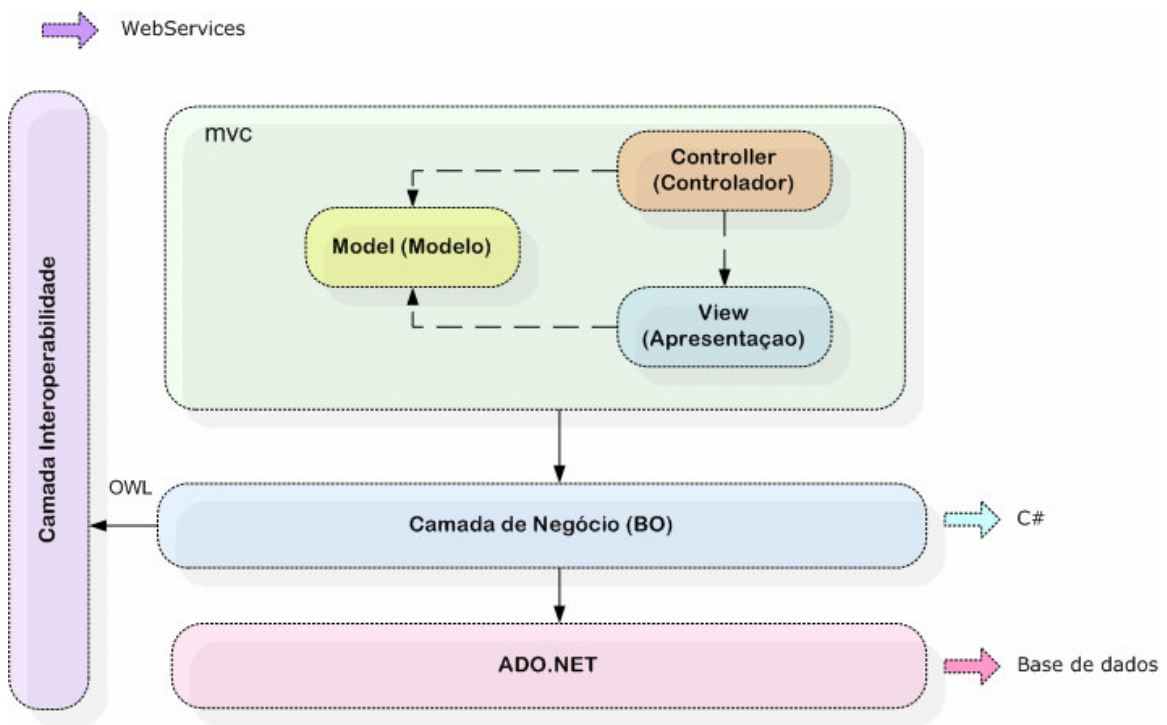 WebServices
mvc
Controller
(Controlador)
Model (Modelo)
View
(Apresentaçao)
Camada Interoperabilidade
OWL
Camada de Negócio (BO)
C#
ADO.NET
Base de dados